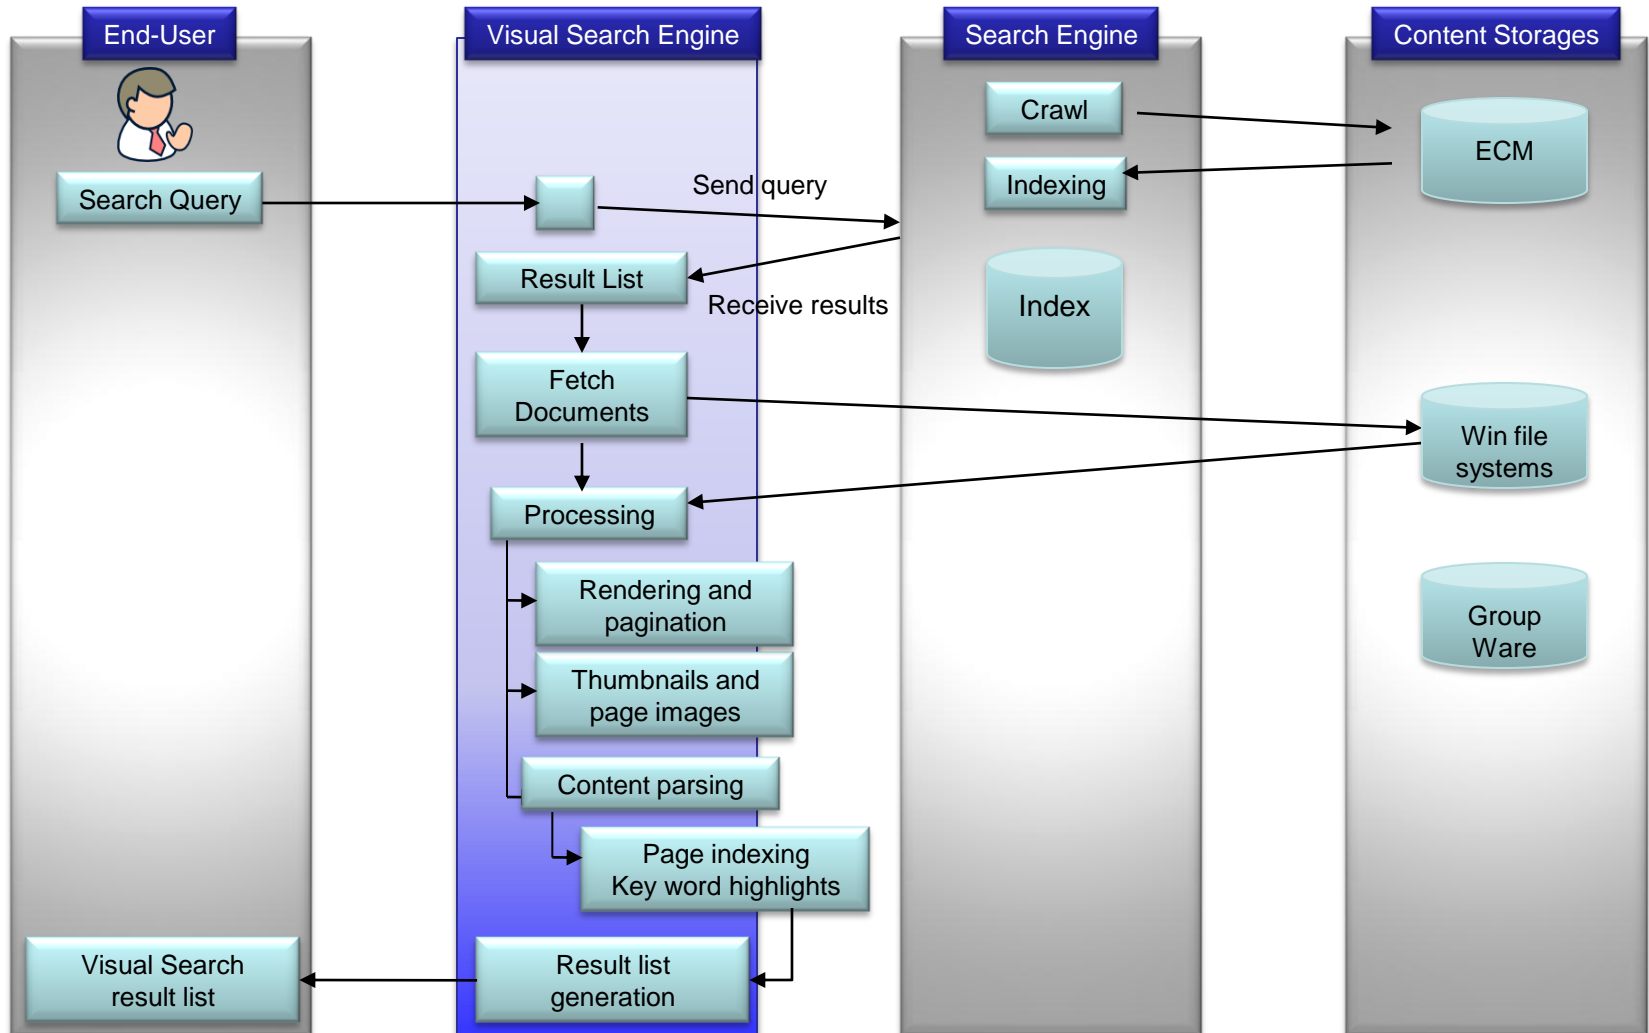 End-User
Visual Search Engine
Search Engine
Content Storages
Crawl
ECM
Indexing
Search Query
Send query
Result List
Receive results
Index
Fetch
Documents
Win file
systems
Processing
Rendering and
pagination
Group
Ware
Thumbnails and
page images
Content parsing
Page indexing
Key word highlights
Visual Search
result list
Result list
generation